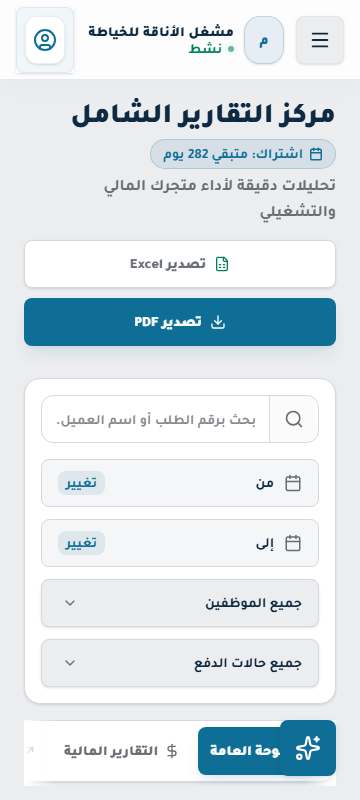 مشغل الأناقة للخياطة
نشط
م
مركز التقارير الشامل
اشتراك: متبقي 282 يوم
تحليلات دقيقة لأداء متجرك المالي
والتشغيلي
تصدير Excel
تصدير PDF
بحث برقم الطلب أو اسم العميل.
من
تغيير
إلى
تغيير
جميع الموظفين
جميع حالات الدفع
العامة
التقارير المالية